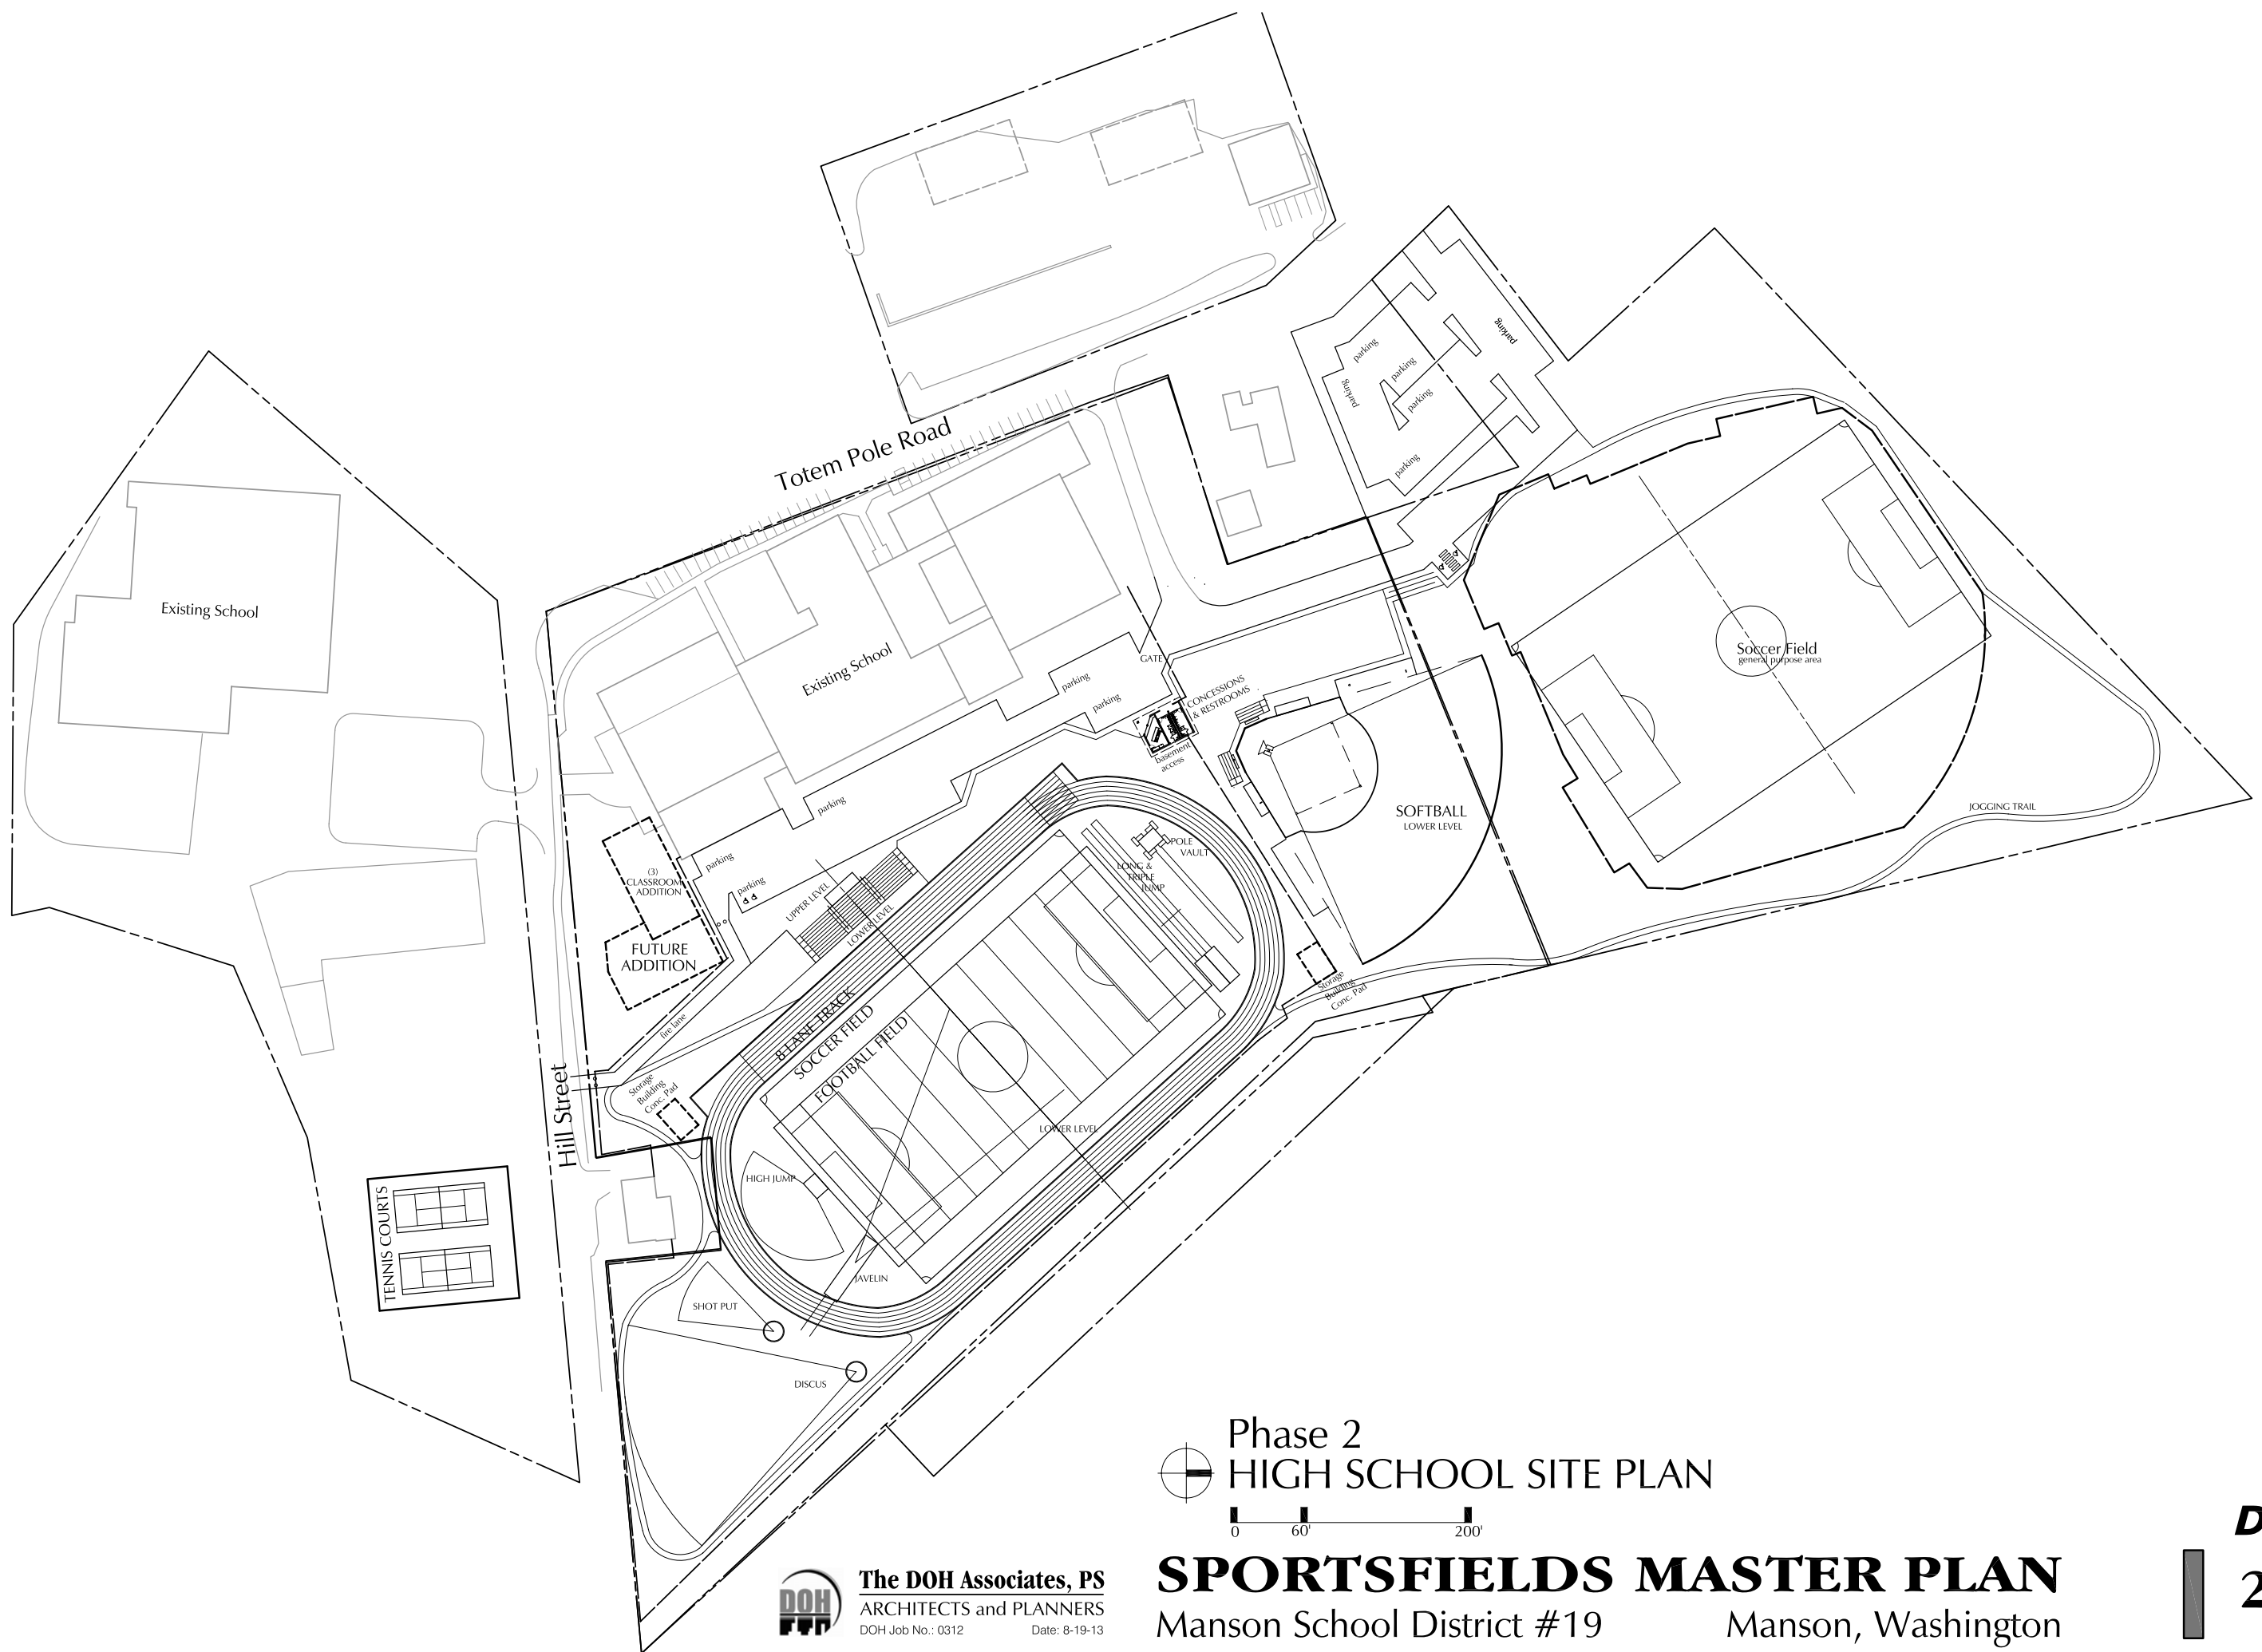 Totem Pole Road
parking
parking
parking
parking
parking
parking
Existing School
Existing School
GATE
CONCESSIONS
& RESTROOMS
basement
access
parking
parking
parking
parking
parking
Soccer Field
general purpose area
JOGGING TRAIL
SOFTBALL
LOWER LEVEL
POLE
VAULT
LONG &
TRIPLE
JUMP
(3)
CLASSROOM
ADDITION
FUTURE
ADDITION
UPPER LEVEL
LOWER LEVEL
fire lane
8-LANE TRACK
SOCCER FIELD
FOOTBALL FIELD
Storage
Building
Conc. Pad
Storage
Building
Conc. Pad
LOWER LEVEL
Hill Street
HIGH JUMP
TENNIS COURTS
JAVELIN
SHOT PUT
DISCUS
Phase 2
HIGH SCHOOL SITE PLAN
0 60' 200'
DOH
The DOH Associates, PS
ARCHITECTS and PLANNERS
DOH Job No.: 0312 Date: 8-19-13
SPORTSFIELDS MASTER PLAN
Manson School District #19 Manson, Washington
D
2